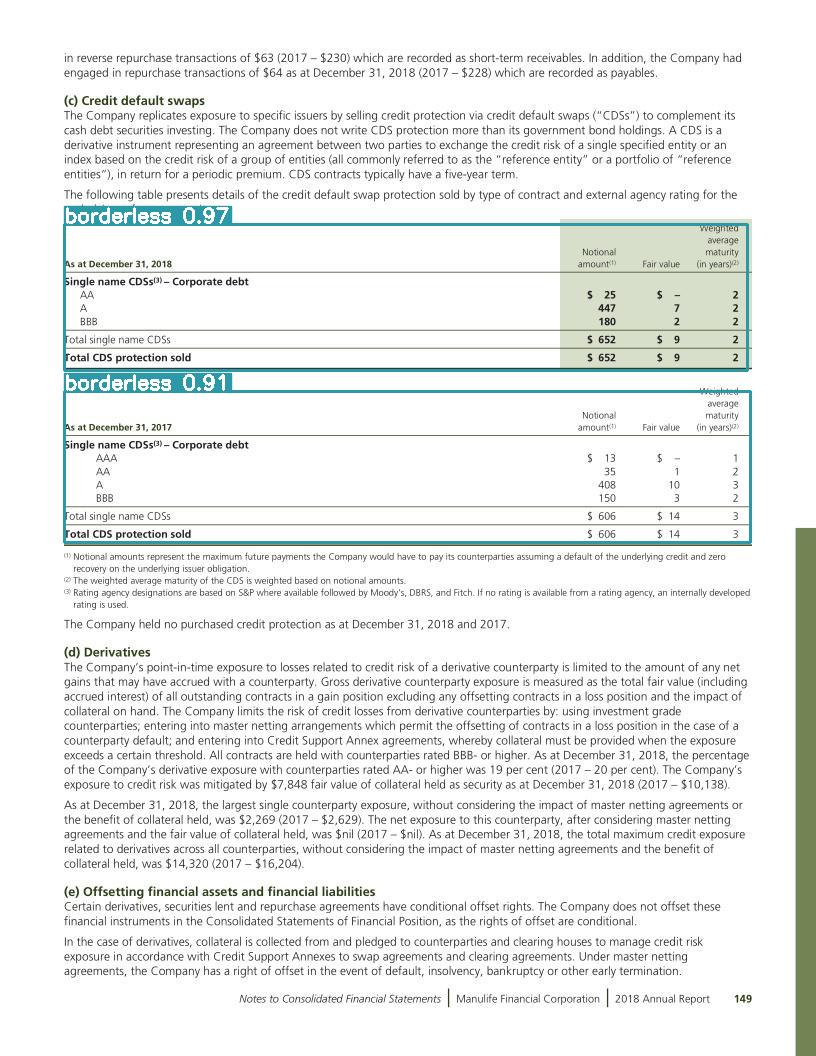 in reverse repurchase transactions of $63 (2017 – $230) which are recorded as short-term receivables. In addition, the Company had
engaged in repurchase transactions of $64 as at December 31, 2018 (2017 – $228) which are recorded as payables.
(c) Credit default swaps
The Company replicates exposure to specific issuers by selling credit protection via credit default swaps (“CDSs”) to complement its
cash debt securities investing. The Company does not write CDS protection more than its government bond holdings. A CDS is a
derivative instrument representing an agreement between two parties to exchange the credit risk of a single specified entity or an
index based on the credit risk of a group of entities (all commonly referred to as the “reference entity” or a portfolio of “reference
entities”), in return for a periodic premium. CDS contracts typically have a five-year term.
The following table presents details of the credit default swap protection sold by type of contract and external agency rating for the
borderless 0.97
Weighted
average
Notional maturity
As at December 31, 2018 amount(1) Fair value (in years)(2)
Single name CDSs(3) – Corporate debt
AA $ 25 $ – 2
A 447 7 2
BBB 180 2 2
Total single name CDSs $ 652 $ 9 2
Total CDS protection sold $ 652 $ 9 2
borderless 0.91
Weighted
average
Notional maturity
As at December 31, 2017 amount(1) Fair value (in years)(2)
Single name CDSs(3) – Corporate debt
AAA $ 13 $ – 1
AA 35 1 2
A 408 10 3
BBB 150 3 2
Total single name CDSs $ 606 $ 14 3
Total CDS protection sold $ 606 $ 14 3
(1) Notional amounts represent the maximum future payments the Company would have to pay its counterparties assuming a default of the underlying credit and zero
recovery on the underlying issuer obligation.
(2) The weighted average maturity of the CDS is weighted based on notional amounts.
(3) Rating agency designations are based on S&P where available followed by Moody’s, DBRS, and Fitch. If no rating is available from a rating agency, an internally developed
rating is used.
The Company held no purchased credit protection as at December 31, 2018 and 2017.
(d) Derivatives
The Company’s point-in-time exposure to losses related to credit risk of a derivative counterparty is limited to the amount of any net
gains that may have accrued with a counterparty. Gross derivative counterparty exposure is measured as the total fair value (including
accrued interest) of all outstanding contracts in a gain position excluding any offsetting contracts in a loss position and the impact of
collateral on hand. The Company limits the risk of credit losses from derivative counterparties by: using investment grade
counterparties; entering into master netting arrangements which permit the offsetting of contracts in a loss position in the case of a
counterparty default; and entering into Credit Support Annex agreements, whereby collateral must be provided when the exposure
exceeds a certain threshold. All contracts are held with counterparties rated BBB- or higher. As at December 31, 2018, the percentage
of the Company’s derivative exposure with counterparties rated AA- or higher was 19 per cent (2017 – 20 per cent). The Company’s
exposure to credit risk was mitigated by $7,848 fair value of collateral held as security as at December 31, 2018 (2017 – $10,138).
As at December 31, 2018, the largest single counterparty exposure, without considering the impact of master netting agreements or
the benefit of collateral held, was $2,269 (2017 – $2,629). The net exposure to this counterparty, after considering master netting
agreements and the fair value of collateral held, was $nil (2017 – $nil). As at December 31, 2018, the total maximum credit exposure
related to derivatives across all counterparties, without considering the impact of master netting agreements and the benefit of
collateral held, was $14,320 (2017 – $16,204).
(e) Offsetting financial assets and financial liabilities
Certain derivatives, securities lent and repurchase agreements have conditional offset rights. The Company does not offset these
financial instruments in the Consolidated Statements of Financial Position, as the rights of offset are conditional.
In the case of derivatives, collateral is collected from and pledged to counterparties and clearing houses to manage credit risk
exposure in accordance with Credit Support Annexes to swap agreements and clearing agreements. Under master netting
agreements, the Company has a right of offset in the event of default, insolvency, bankruptcy or other early termination.
Notes to Consolidated Financial Statements | Manulife Financial Corporation | 2018 Annual Report 149